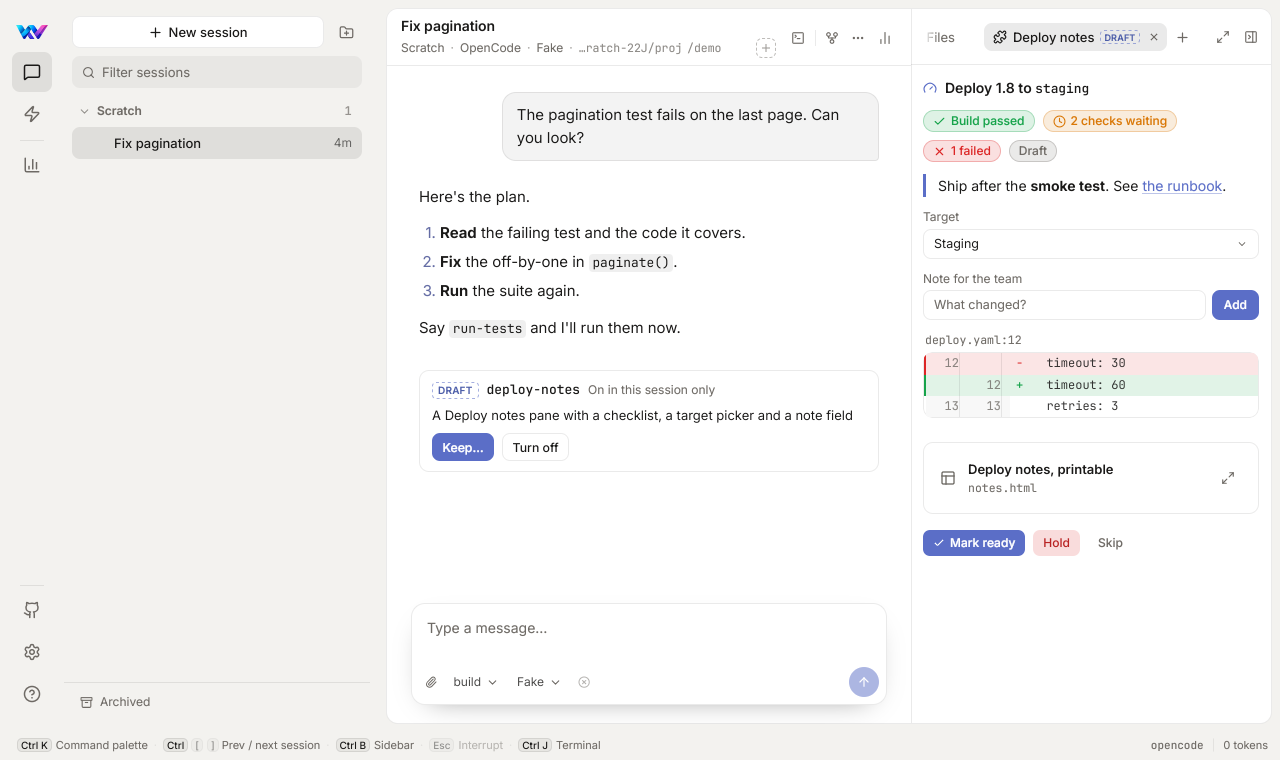 New session
Filter sessions
Scratch 1
Fix pagination 4m
Archived
Fix pagination
Scratch · OpenCode · Fake · …ratch-22J/proj /demo
The pagination test fails on the last page. Can
you look?
Here's the plan.
1. Read the failing test and the code it covers.
2. Fix the off-by-one in paginate().
3. Run the suite again.
Say run-tests and I'll run them now.
DRAFT deploy-notes On in this session only
A Deploy notes pane with a checklist, a target picker and a note field
Keep… Turn off
Type a message…
build Fake
Files Deploy notes DRAFT
Deploy 1.8 to staging
Build passed 2 checks waiting
1 failed Draft
Ship after the smoke test. See the runbook.
Target
Staging
Note for the team
What changed? Add
deploy.yaml:12
12 - timeout: 30
12 + timeout: 60
13 13 retries: 3
Deploy notes, printable
notes.html
Mark ready Hold Skip
Ctrl K Command palette · Ctrl [ ] Prev / next session · Ctrl B Sidebar · Esc Interrupt · Ctrl J Terminal
opencode 0 tokens